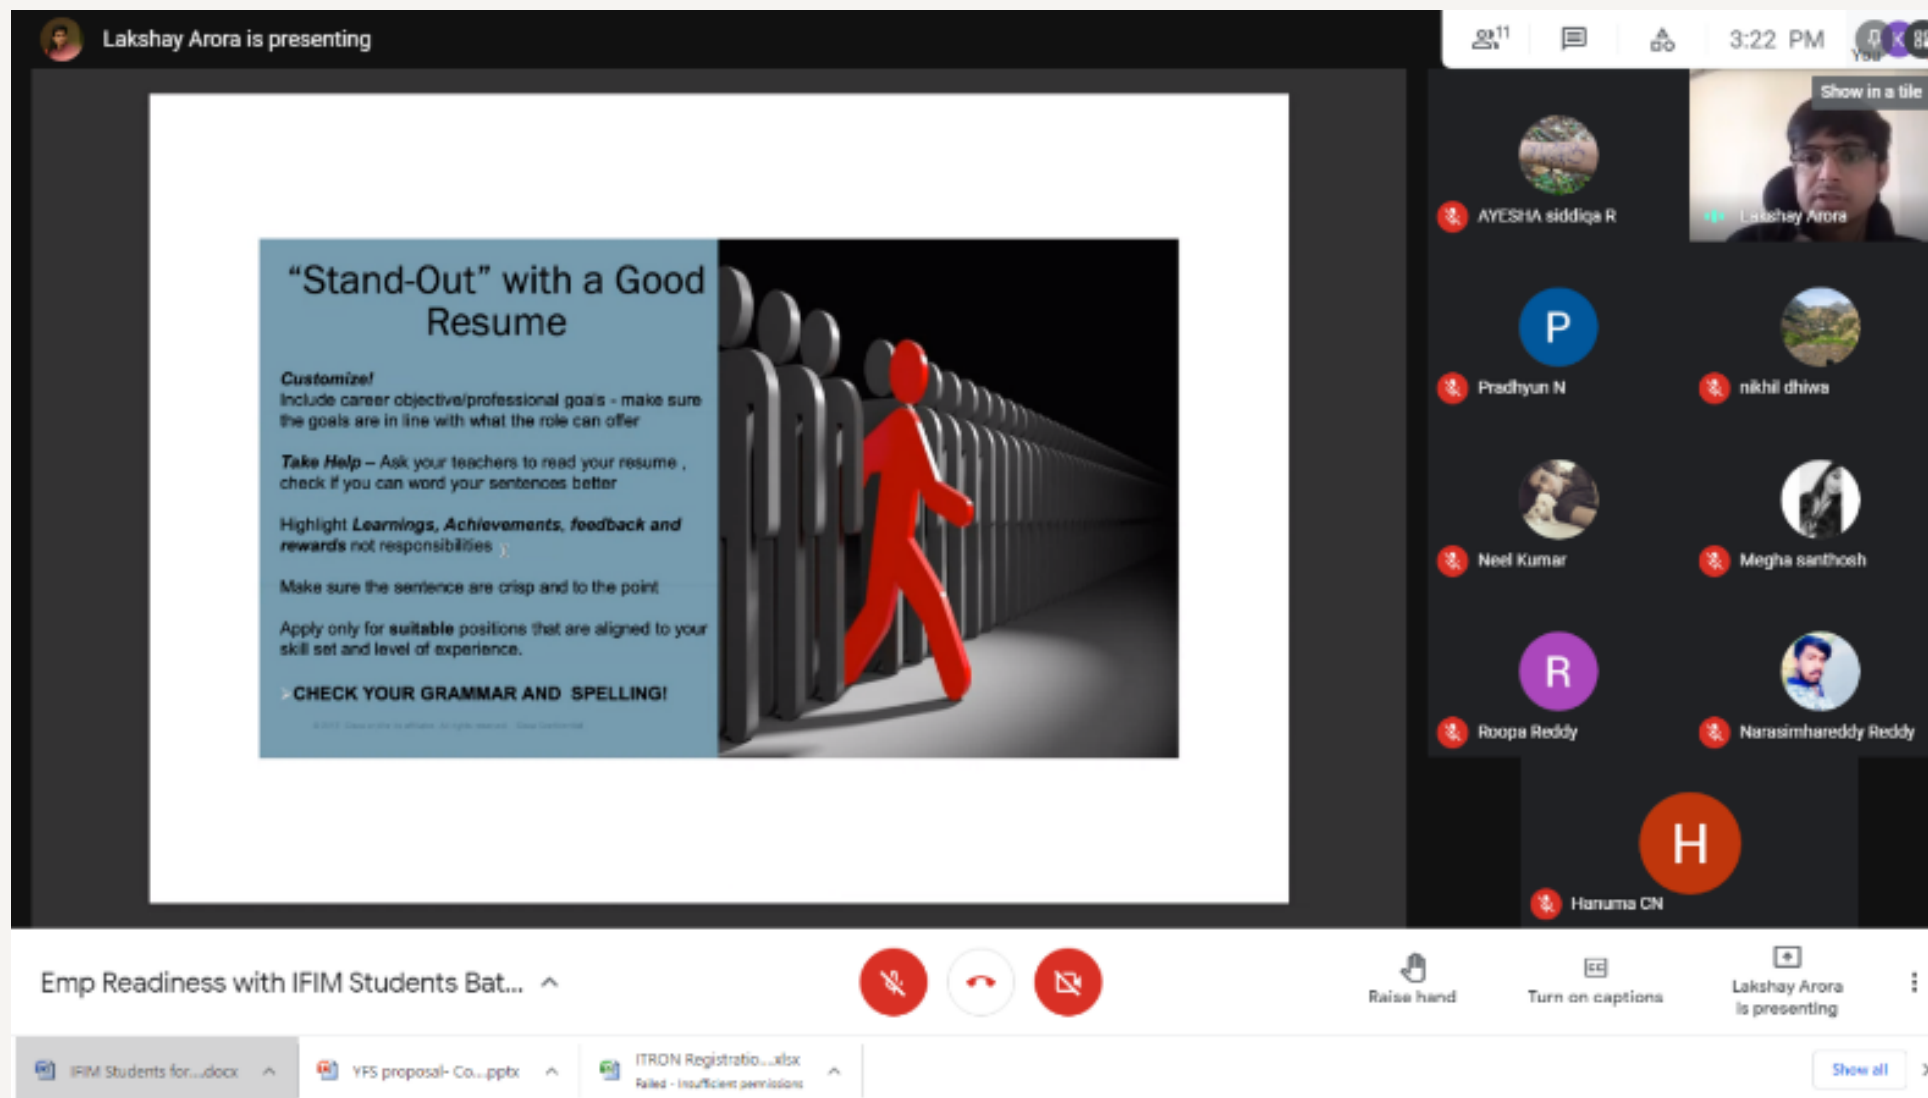 Lakshay Arora is presenting
11
3:22 PM
K
You
Show in a tile
“Stand-Out” with a Good
Resume
Customize!
Include career objective/professional goals - make sure
the goals are in line with what the role can offer
Take Help – Ask your teachers to read your resume ,
check if you can word your sentences better
Highlight Learnings, Achievements, feedback and
rewards not responsibilities
Make sure the sentence are crisp and to the point
Apply only for suitable positions that are aligned to your
skill set and level of experience.
CHECK YOUR GRAMMAR AND SPELLING!
AYESHA siddiqa R
Lakshay Arora
P
Pradhyun N
nikhil dhiwa
Neel Kumar
Megha santhosh
R
Roopa Reddy
Narasimhareddy Reddy
H
Hanuma CN
Emp Readiness with IFIM Students Bat...
Raise hand
Turn on captions
Lakshay Arora
is presenting
IFIM Students for....docx
YFS proposal- Co....pptx
ITRON Registratio....xlsx
Failed - Insufficient permissions
Show all